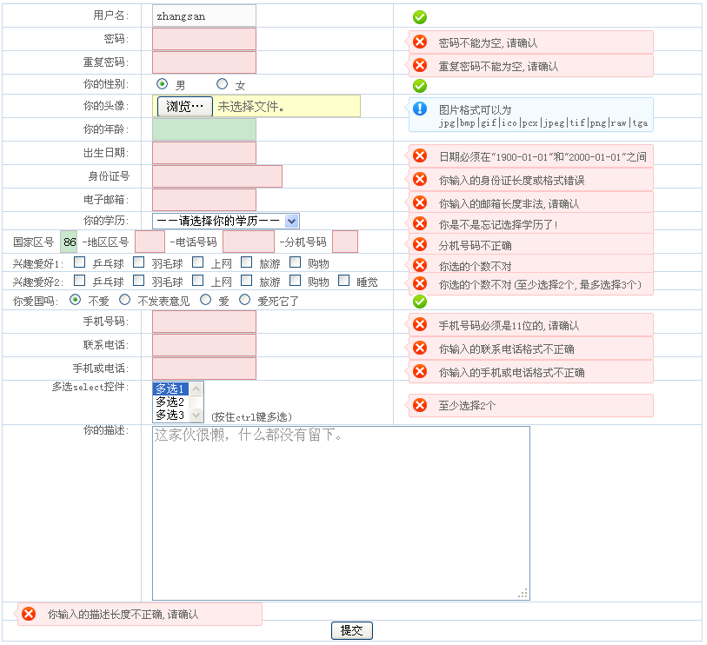 用户名: zhangsan
密码: 密码不能为空,请确认
重复密码: 重复密码不能为空,请确认
你的性别: 男 女
你的头像: 浏览… 未选择文件。 图片格式可以为
jpg|bmp|gif|ico|pcx|jpeg|tif|png|raw|tga
你的年龄:
出生日期: 日期必须在"1900-01-01"和"2000-01-01"之间
身份证号 你输入的身份证长度或格式错误
电子邮箱: 你输入的邮箱长度非法,请确认
你的学历: ——请选择你的学历—— 你是不是忘记选择学历了!
国家区号 86 -地区区号 -电话号码 -分机号码 分机号码不正确
兴趣爱好1: 乒乓球 羽毛球 上网 旅游 购物 你选的个数不对
兴趣爱好2: 乒乓球 羽毛球 上网 旅游 购物 睡觉 你选的个数不对(至少选择2个,最多选择3个)
你爱国吗: 不爱 不发表意见 爱 爱死它了
手机号码: 手机号码必须是11位的,请确认
联系电话: 你输入的联系电话格式不正确
手机或电话: 你输入的手机或电话格式不正确
多选select控件: 多选1
多选2
多选3 (按住ctrl键多选) 至少选择2个
你的描述: 这家伙很懒，什么都没有留下。
你输入的描述长度不正确,请确认
提交